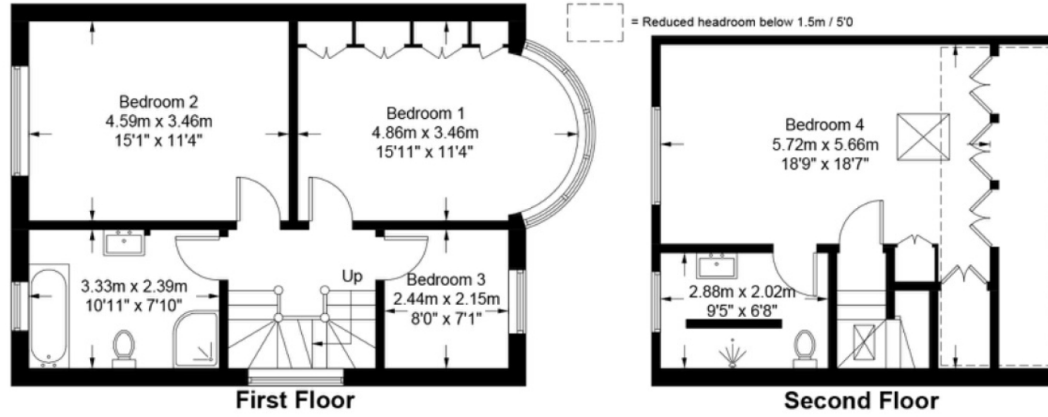 = Reduced headroom below 1.5m / 5'0
Bedroom 2
4.59m x 3.46m
15'1" x 11'4"
Bedroom 1
4.86m x 3.46m
15'11" x 11'4"
Bedroom 4
5.72m x 5.66m
18'9" x 18'7"
3.33m x 2.39m
10'11" x 7'10"
Up
Bedroom 3
2.44m x 2.15m
8'0" x 7'1"
2.88m x 2.02m
9'5" x 6'8"
First Floor
Second Floor